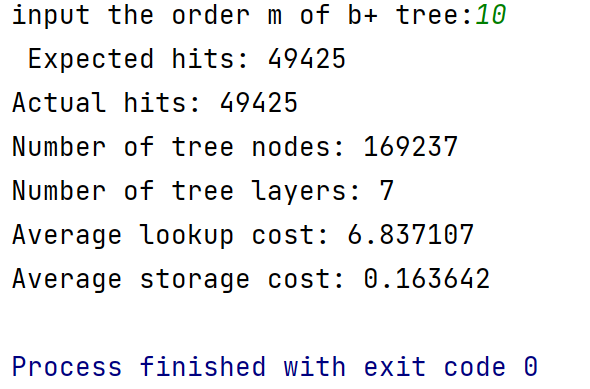 input the order m of b+ tree:10
Expected hits: 49425
Actual hits: 49425
Number of tree nodes: 169237
Number of tree layers: 7
Average lookup cost: 6.837107
Average storage cost: 0.163642
Process finished with exit code 0